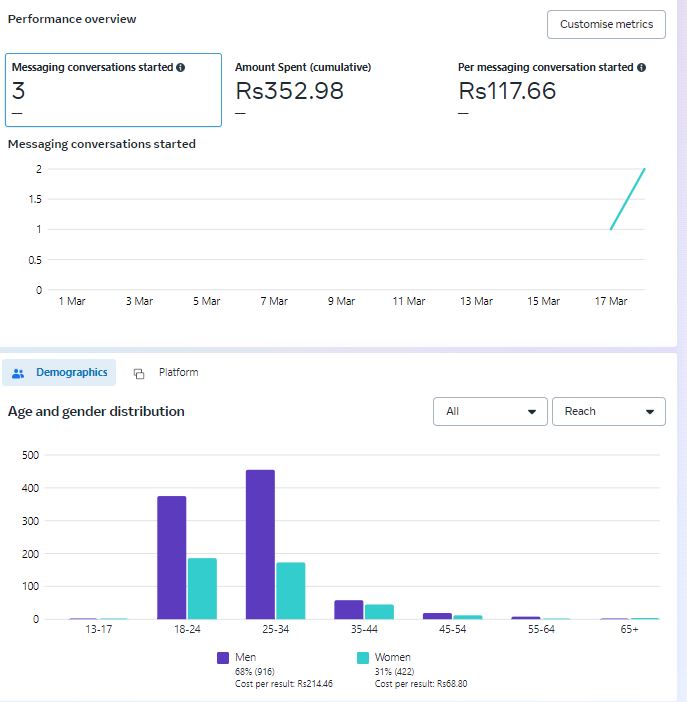 Performance overview
Customise metrics
Messaging conversations started
3
—
Amount Spent (cumulative)
Rs352.98
—
Per messaging conversation started
Rs117.66
—
Messaging conversations started
2
1.5
1
0.5
0
1 Mar 3 Mar 5 Mar 7 Mar 9 Mar 11 Mar 13 Mar 15 Mar 17 Mar
Demographics Platform
Age and gender distribution
All Reach
500
400
300
200
100
0
13-17 18-24 25-34 35-44 45-54 55-64 65+
Men
68% (916)
Cost per result: Rs214.46
Women
31% (422)
Cost per result: Rs68.80